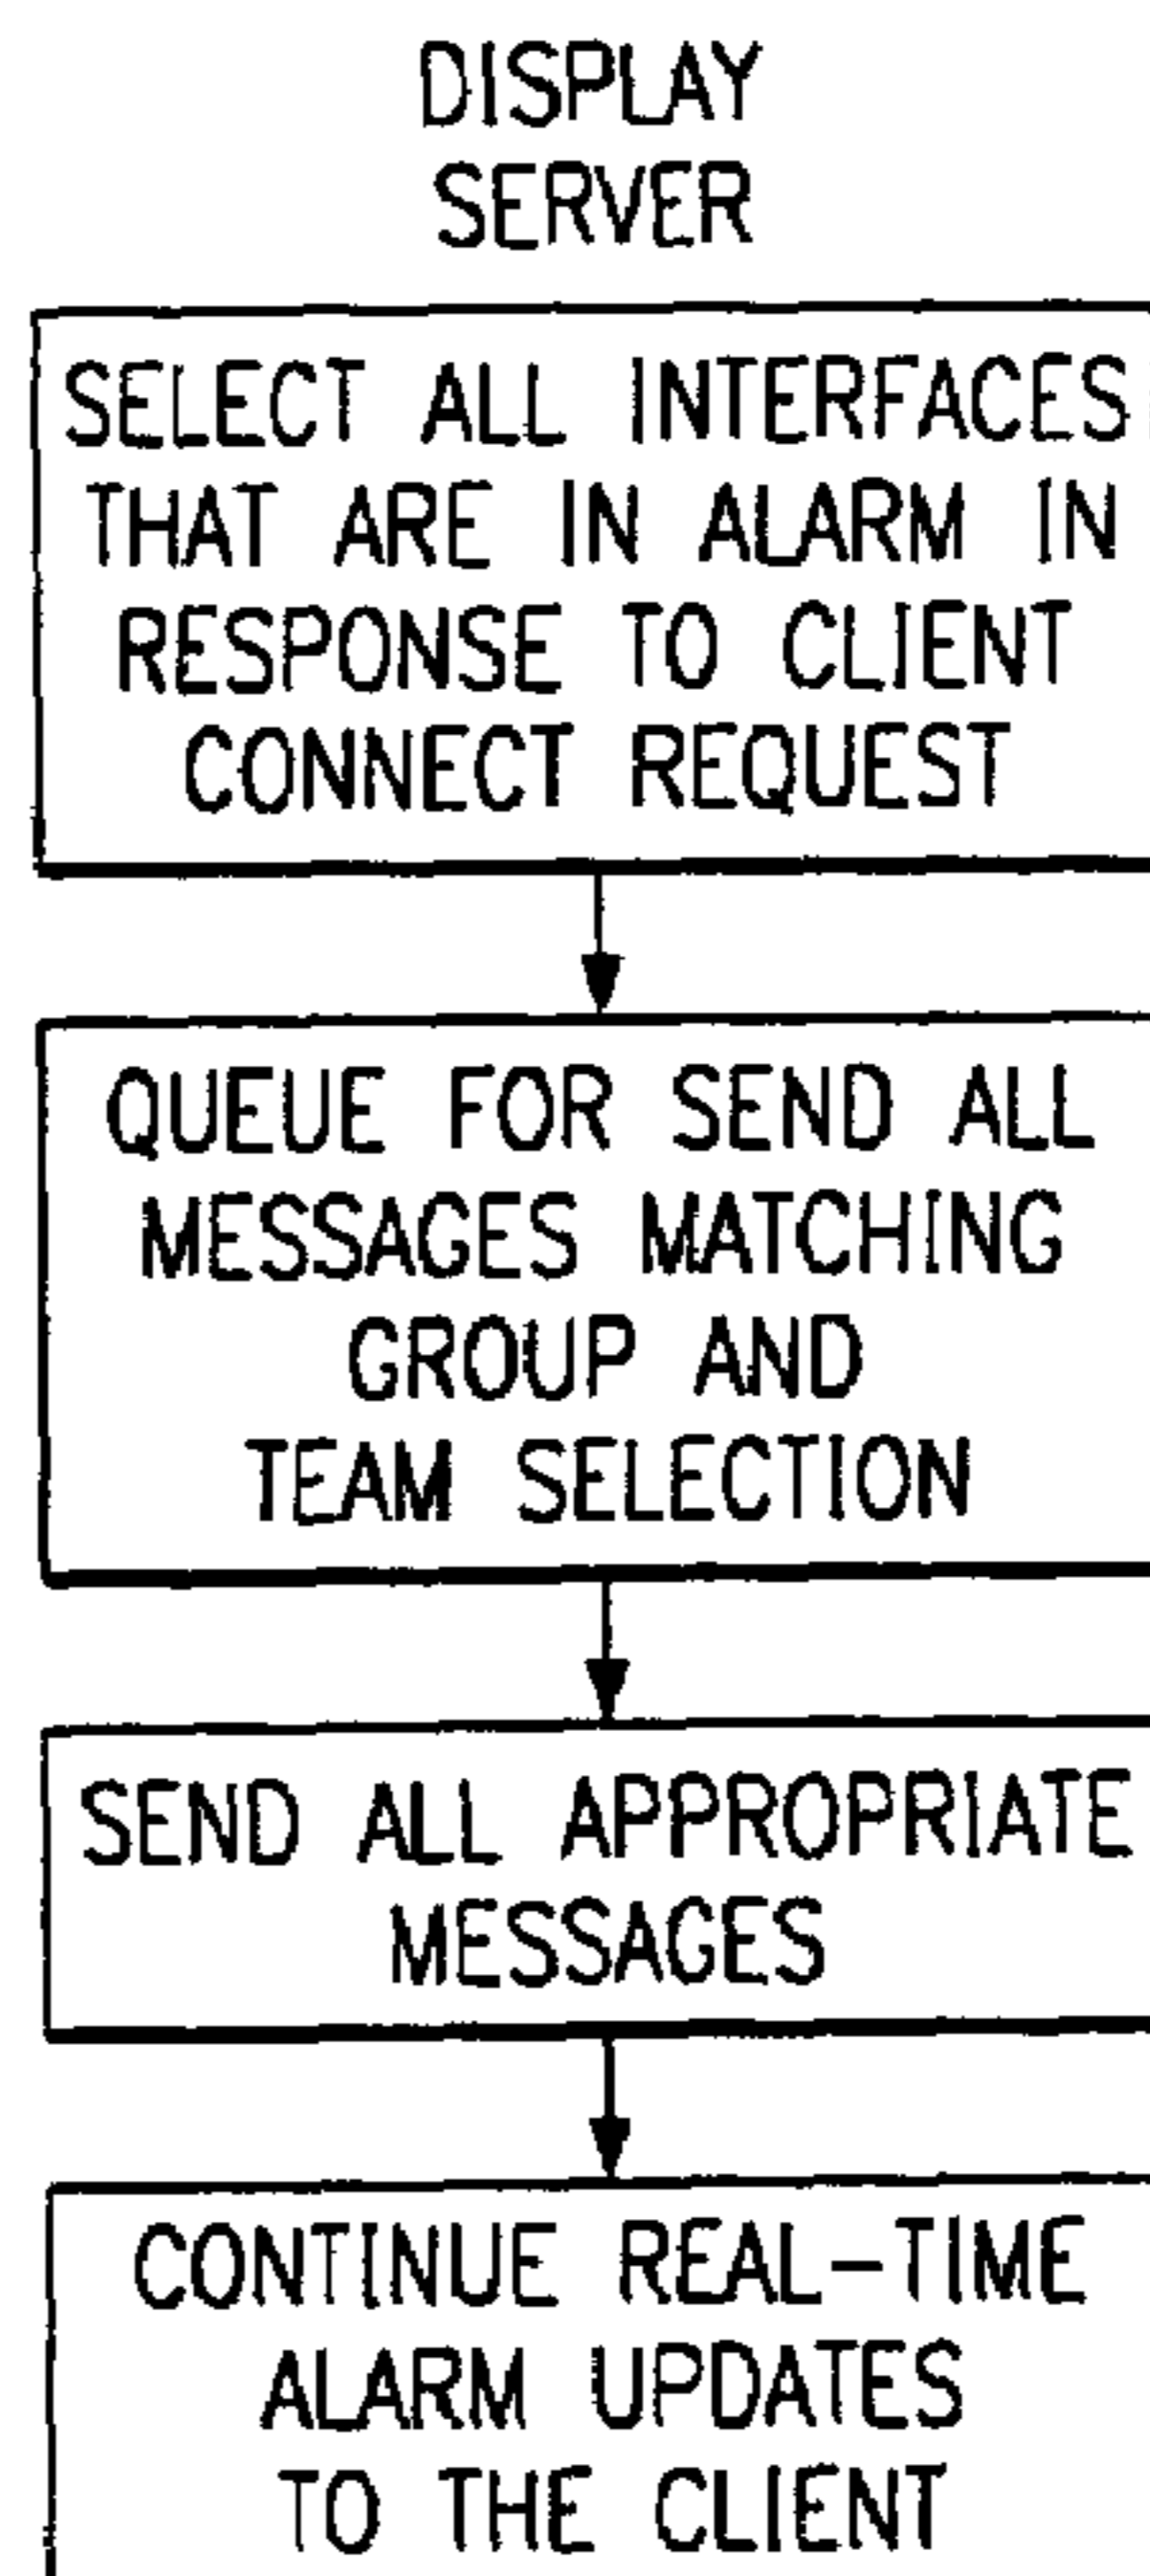 DISPLAY
SERVER
SELECT ALL INTERFACES
THAT ARE IN ALARM IN
RESPONSE TO CLIENT
CONNECT REQUEST
QUEUE FOR SEND ALL
MESSAGES MATCHING
GROUP AND
TEAM SELECTION
SEND ALL APPROPRIATE
MESSAGES
CONTINUE REAL-TIME
ALARM UPDATES
TO THE CLIENT